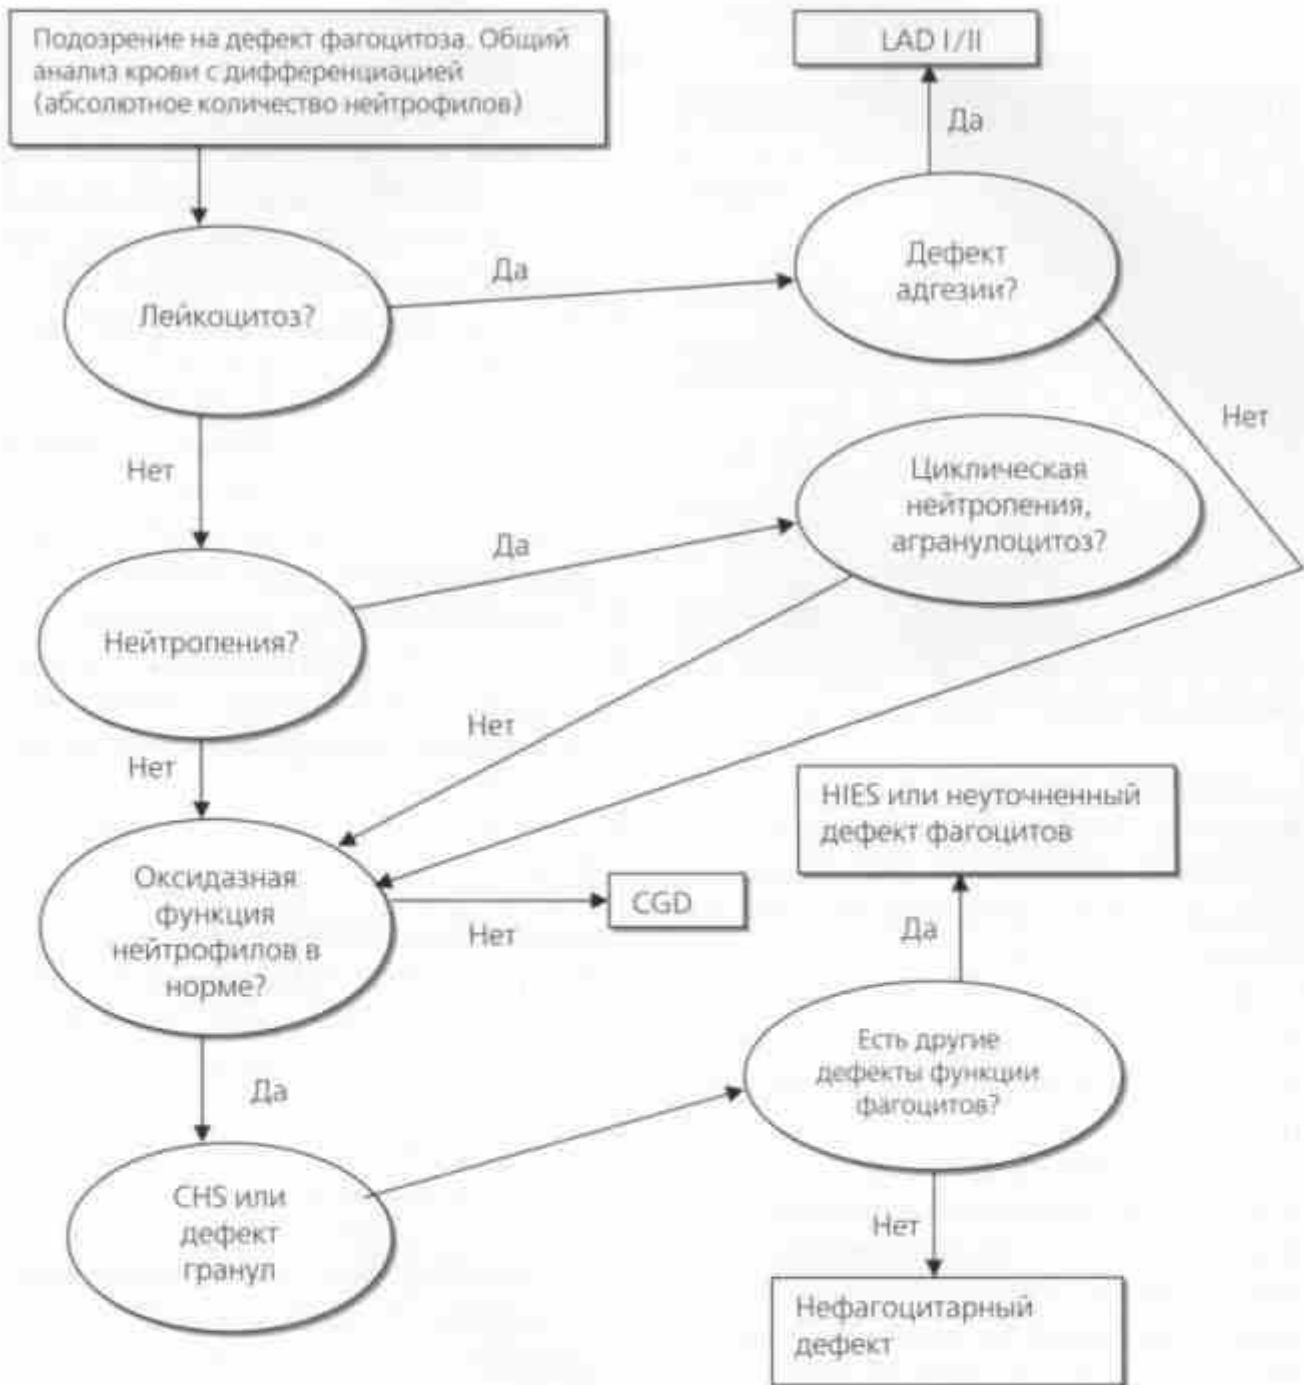 Подозрение на дефект фагоцитоза. Общий
анализ крови с дифференциацией
(абсолютное количество нейтрофилов)
LAD I/II
Да
Дефект
адгезии?
Да
Лейкоцитоз?
Нет
Нет
Циклическая
нейтропения,
агранулоцитоз?
Да
Нейтропения?
Нет
Нет
HIES или неуточненный
дефект фагоцитов
Оксидазная
функция
нейтрофилов в
норме?
CGD
Нет
Да
Есть другие
дефекты функции
фагоцитов?
Да
CHS или
дефект
гранул
Нет
Нефагоцитарный
дефект